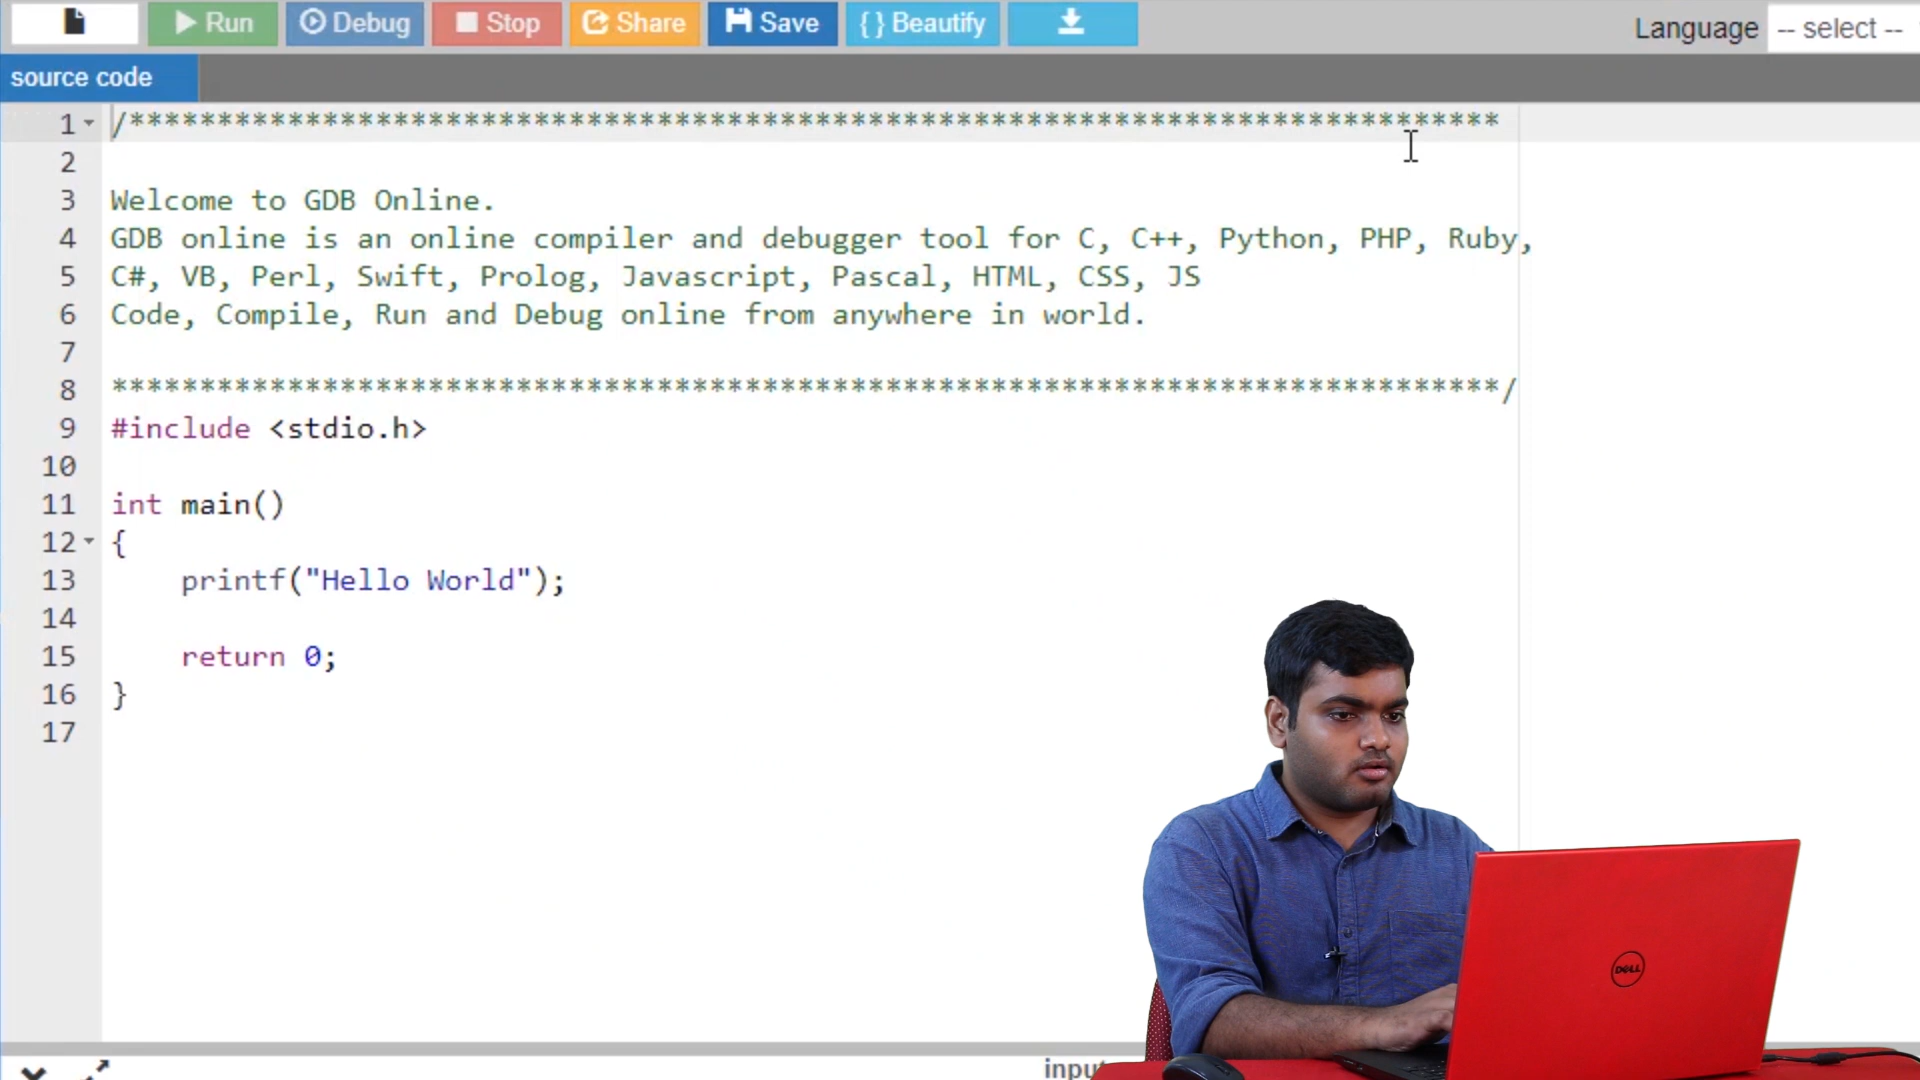 Run Debug Stop Share Save { } Beautify Language -- select --
source code
1 /******************************************************************************
2
3 Welcome to GDB Online.
4 GDB online is an online compiler and debugger tool for C, C++, Python, PHP, Ruby,
5 C#, VB, Perl, Swift, Prolog, Javascript, Pascal, HTML, CSS, JS
6 Code, Compile, Run and Debug online from anywhere in world.
7
8 *******************************************************************************/
9 #include <stdio.h>
10
11 int main()
12 {
13     printf("Hello World");
14
15     return 0;
16 }
17
input
DELL